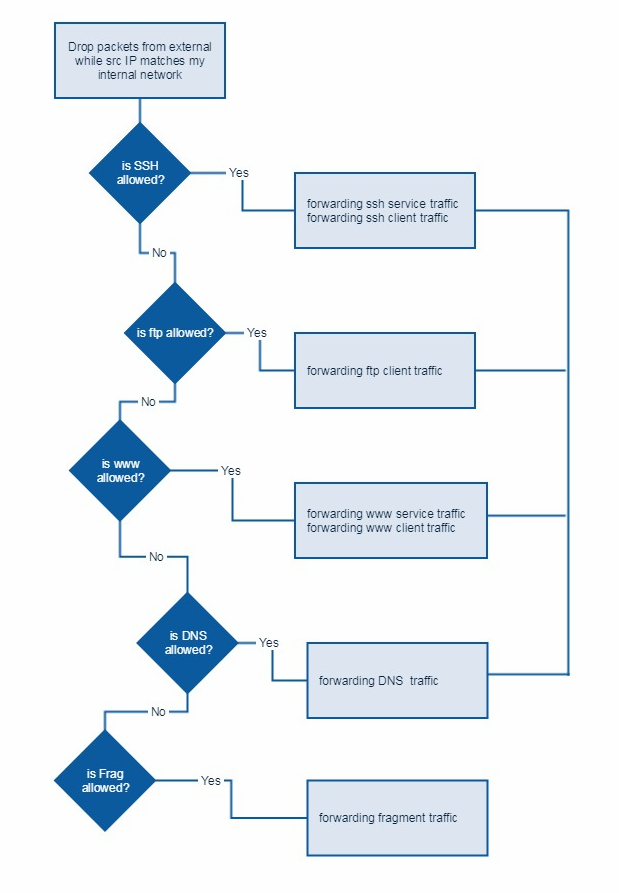 Drop packets from external
while src IP matches my
internal network
is SSH
allowed?
Yes
forwarding ssh service traffic
forwarding ssh client traffic
No
is ftp allowed?
Yes
forwarding ftp client traffic
No
is www
allowed?
Yes
forwarding www service traffic
forwarding www client traffic
No
is DNS
allowed?
Yes
forwarding DNS  traffic
No
is Frag
allowed?
Yes
forwarding fragment traffic